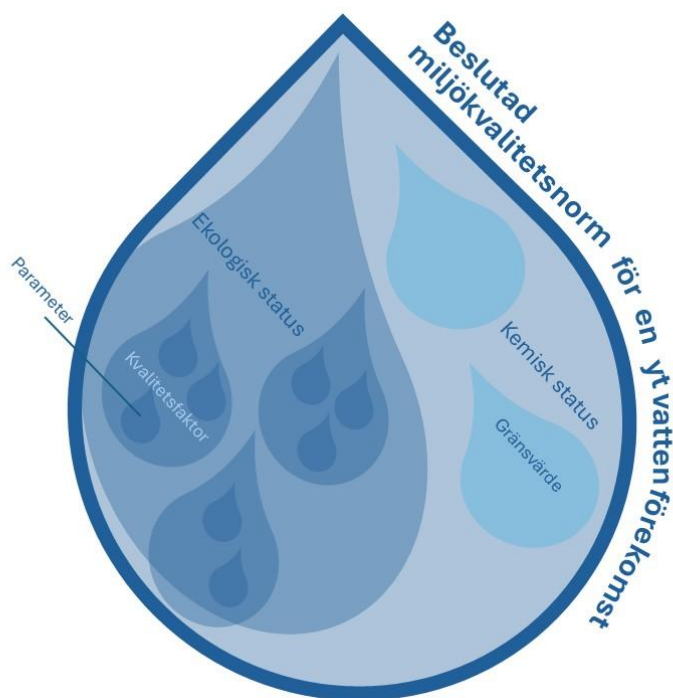 Beslutad
miljökvalitetsnorm för en ytvattenförekomst
Ekologisk status
Parameter
Kvalitetsfaktor
Kemisk status
Gränsvärde